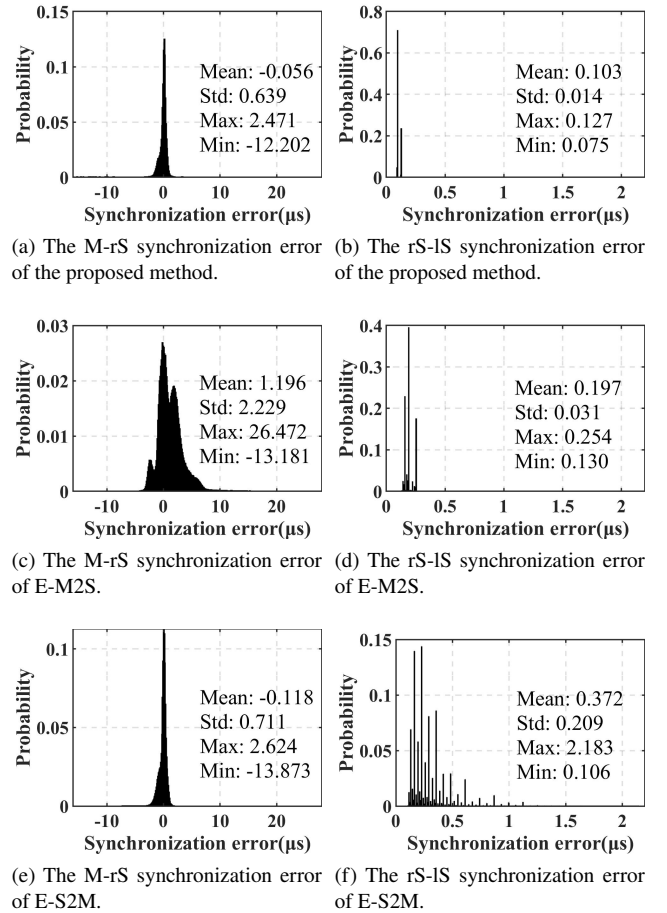 0.15
0.1
0.05
0
Probability
Mean: -0.056
Std: 0.639
Max: 2.471
Min: -12.202
-10 0 10 20
Synchronization error(μs)
(a) The M-rS synchronization error
of the proposed method.
0.8
0.6
0.4
0.2
0
Probability
Mean: 0.103
Std: 0.014
Max: 0.127
Min: 0.075
0 0.5 1 1.5 2
Synchronization error(μs)
(b) The rS-lS synchronization error
of the proposed method.
0.03
0.02
0.01
0
Probability
Mean: 1.196
Std: 2.229
Max: 26.472
Min: -13.181
-10 0 10 20
Synchronization error(μs)
(c) The M-rS synchronization error
of E-M2S.
0.4
0.3
0.2
0.1
0
Probability
Mean: 0.197
Std: 0.031
Max: 0.254
Min: 0.130
0 0.5 1 1.5 2
Synchronization error(μs)
(d) The rS-lS synchronization error
of E-M2S.
0.1
0.05
0
Probability
Mean: -0.118
Std: 0.711
Max: 2.624
Min: -13.873
-10 0 10 20
Synchronization error(μs)
(e) The M-rS synchronization error
of E-S2M.
0.15
0.1
0.05
0
Probability
Mean: 0.372
Std: 0.209
Max: 2.183
Min: 0.106
0 0.5 1 1.5 2
Synchronization error(μs)
(f) The rS-lS synchronization error
of E-S2M.